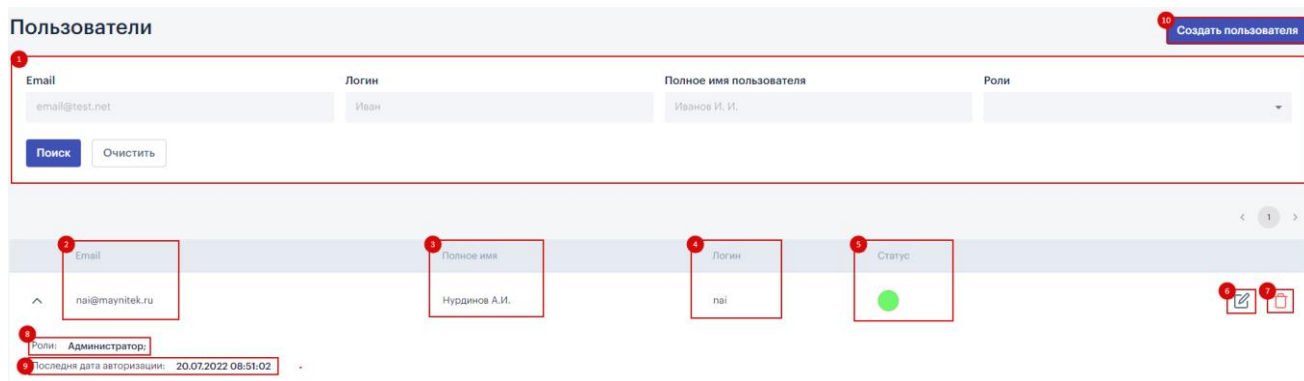 Пользователи
10
Создать пользователя
1
Email Логин Полное имя пользователя Роли
email@test.net Иван Иванов И. И.
Поиск Очистить
< 1 >
2 3 4 5
Email Полное имя Логин Статус
6 7
nai@maynitek.ru Нурдинов А.И. nai
8
Роли: Администратор;
9 Последня дата авторизации: 20.07.2022 08:51:02